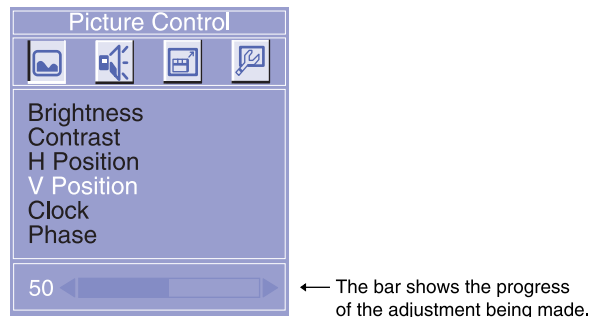 Picture Control
Brightness
Contrast
H Position
V Position
Clock
Phase
50
The bar shows the progress
of the adjustment being made.